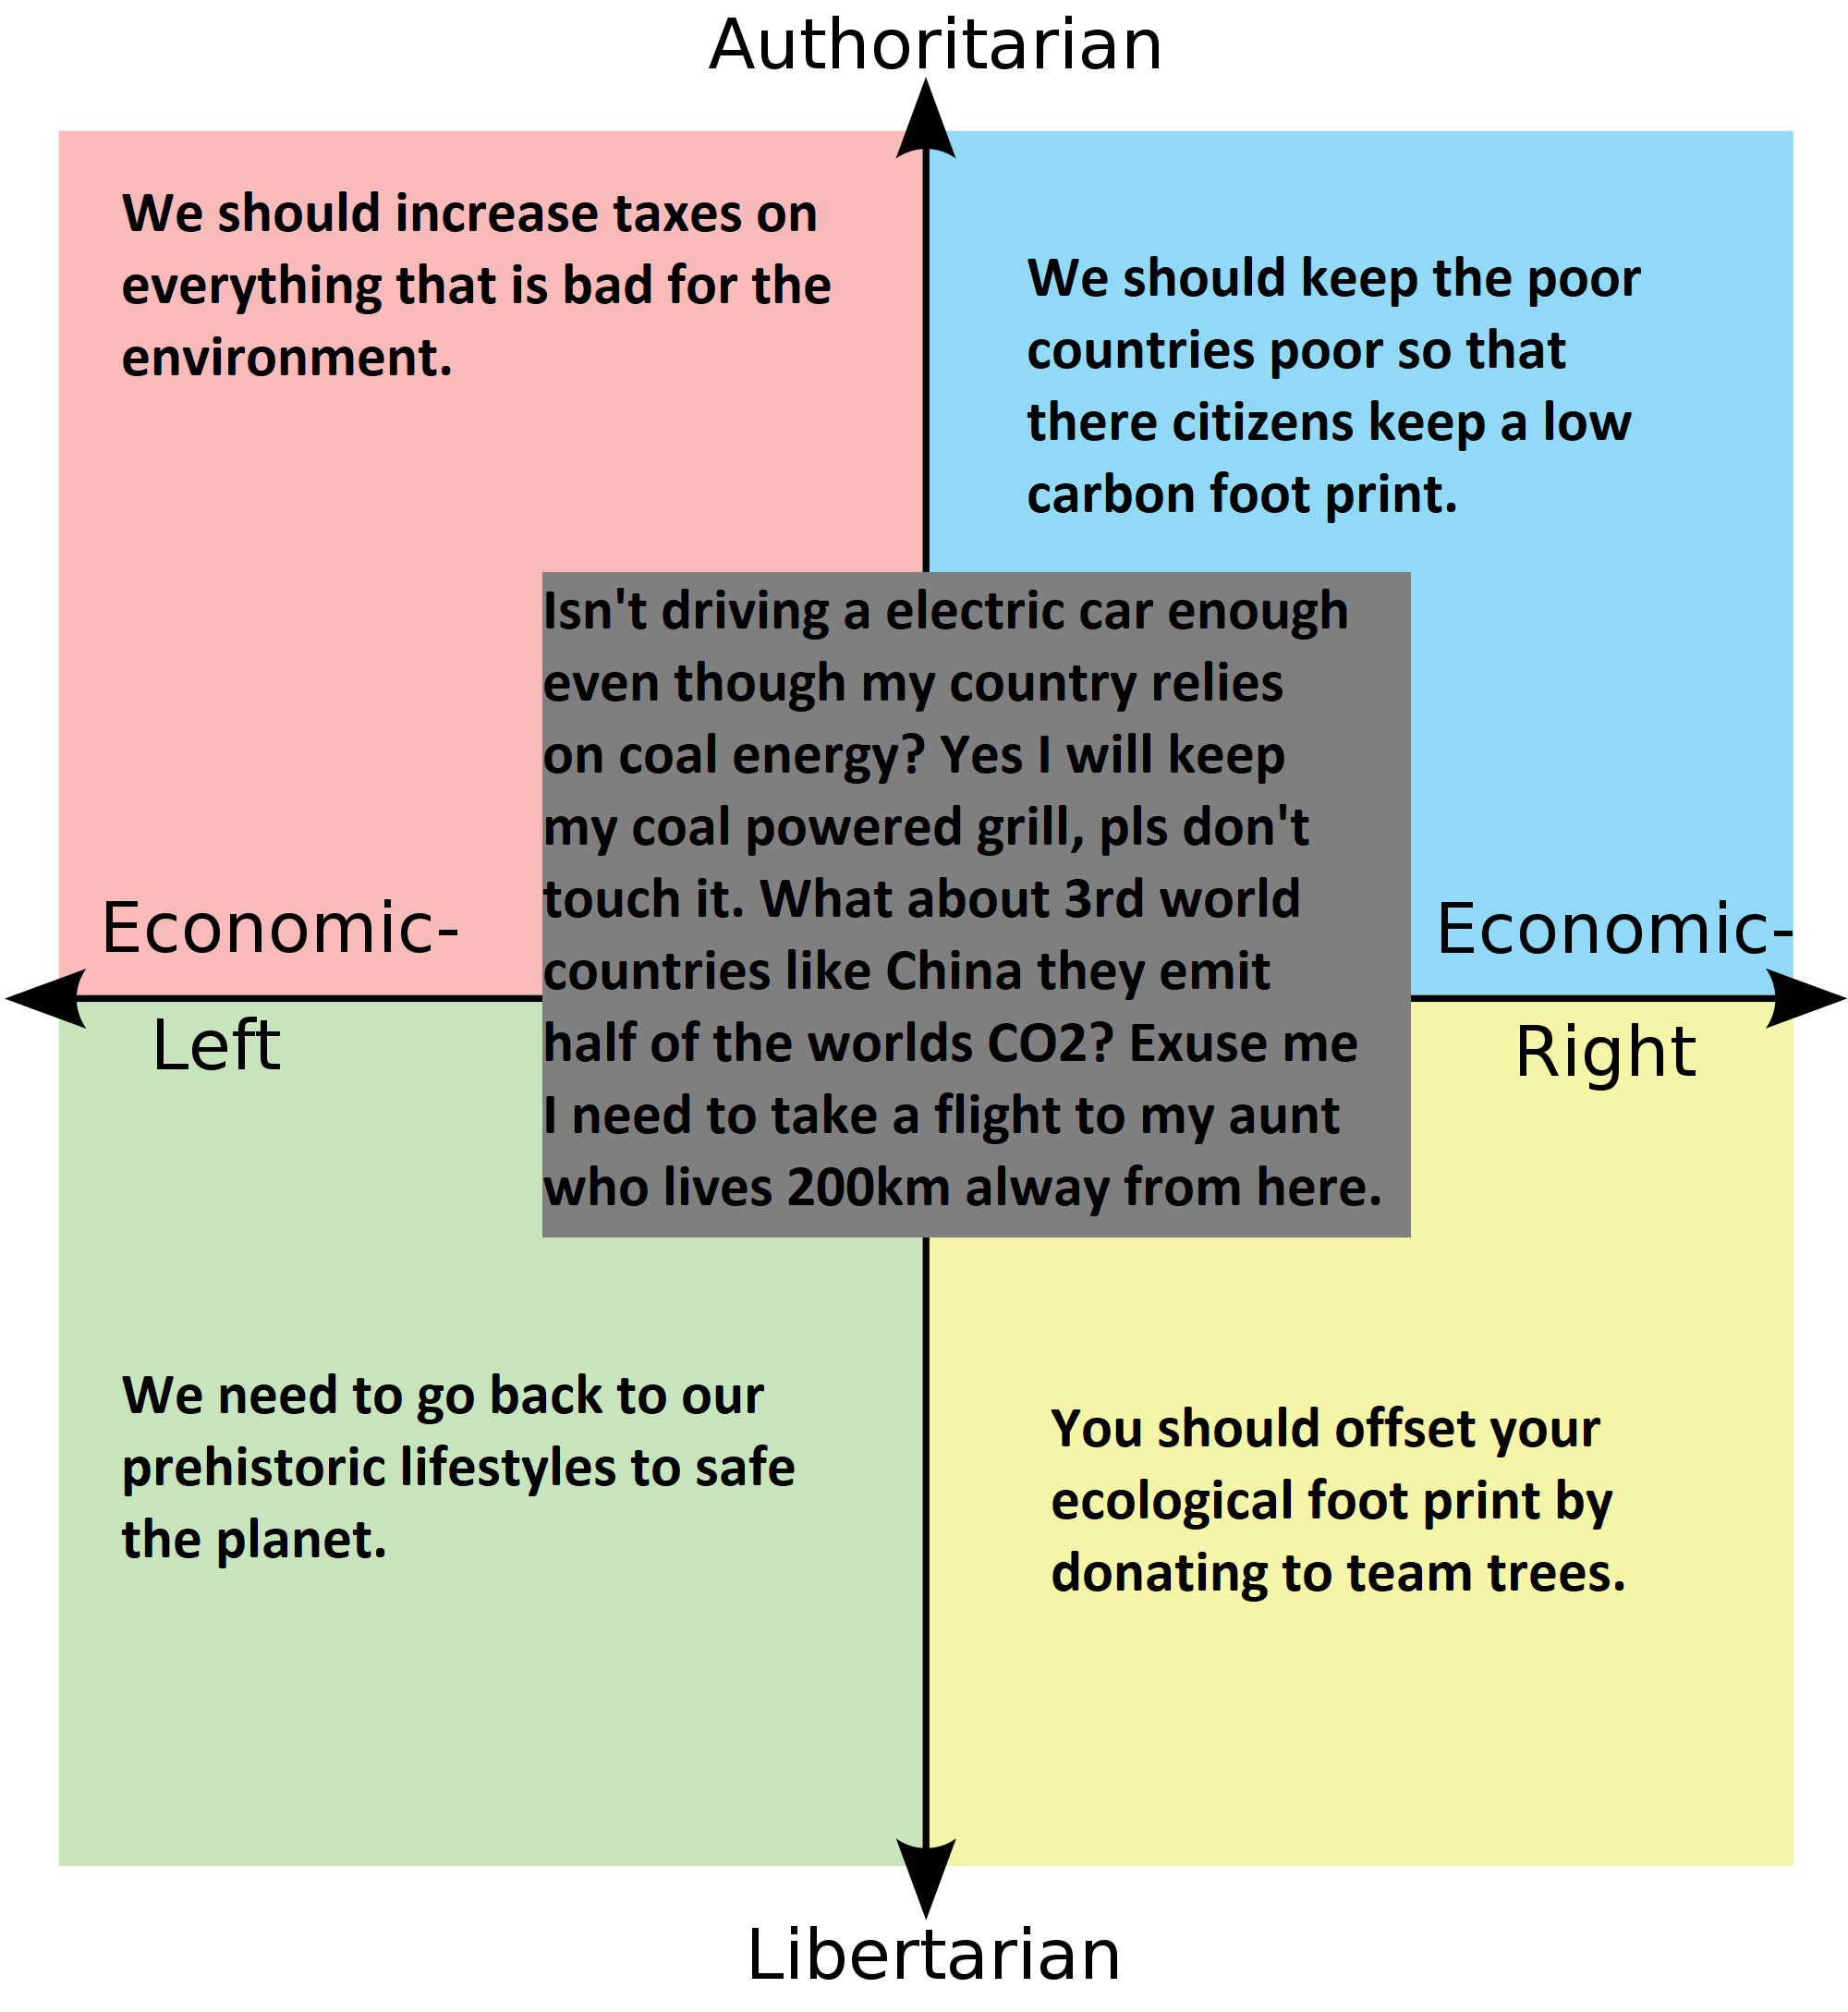 Authoritarian
We should increase taxes on
everything that is bad for the
environment.
We should keep the poor
countries poor so that
there citizens keep a low
carbon foot print.
Isn't driving a electric car enough
even though my country relies
on coal energy? Yes I will keep
my coal powered grill, pls don't
touch it. What about 3rd world
countries like China they emit
half of the worlds CO2? Exuse me
I need to take a flight to my aunt
who lives 200km alway from here.
Economic-
Left
Economic-
Right
We need to go back to our
prehistoric lifestyles to safe
the planet.
You should offset your
ecological foot print by
donating to team trees.
Libertarian